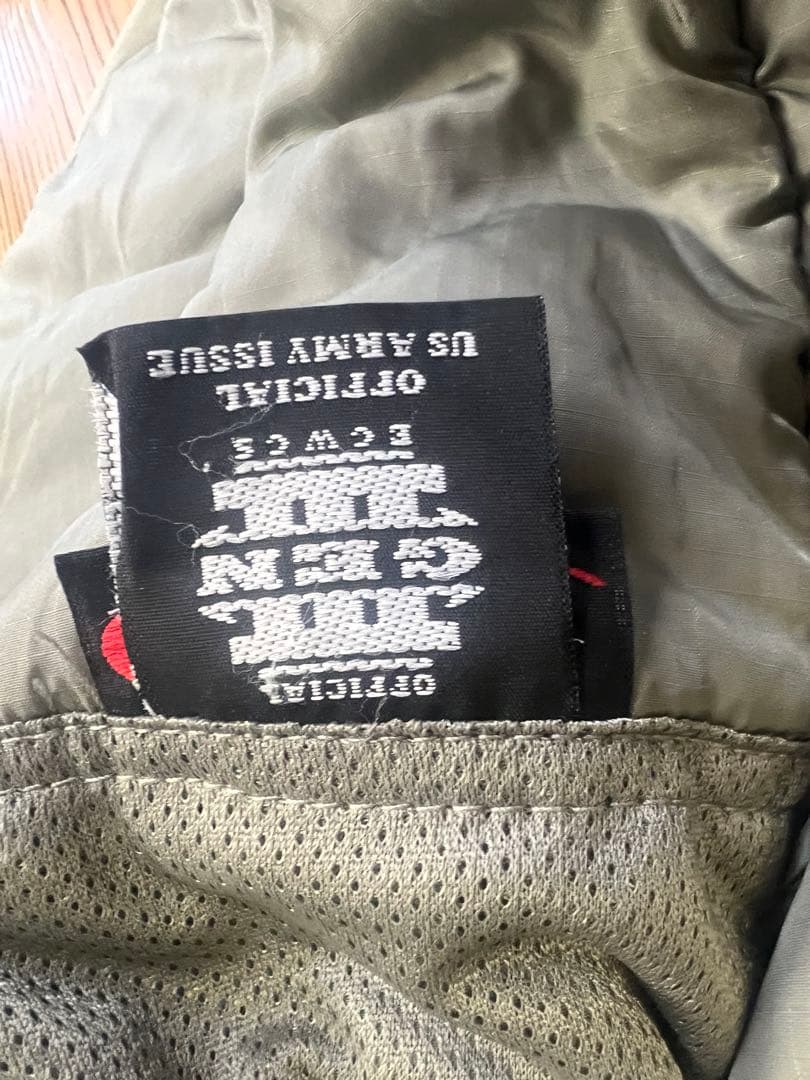 OFFICIAL
GEN
III
ECWCS
OFFICIAL
US ARMY ISSUE